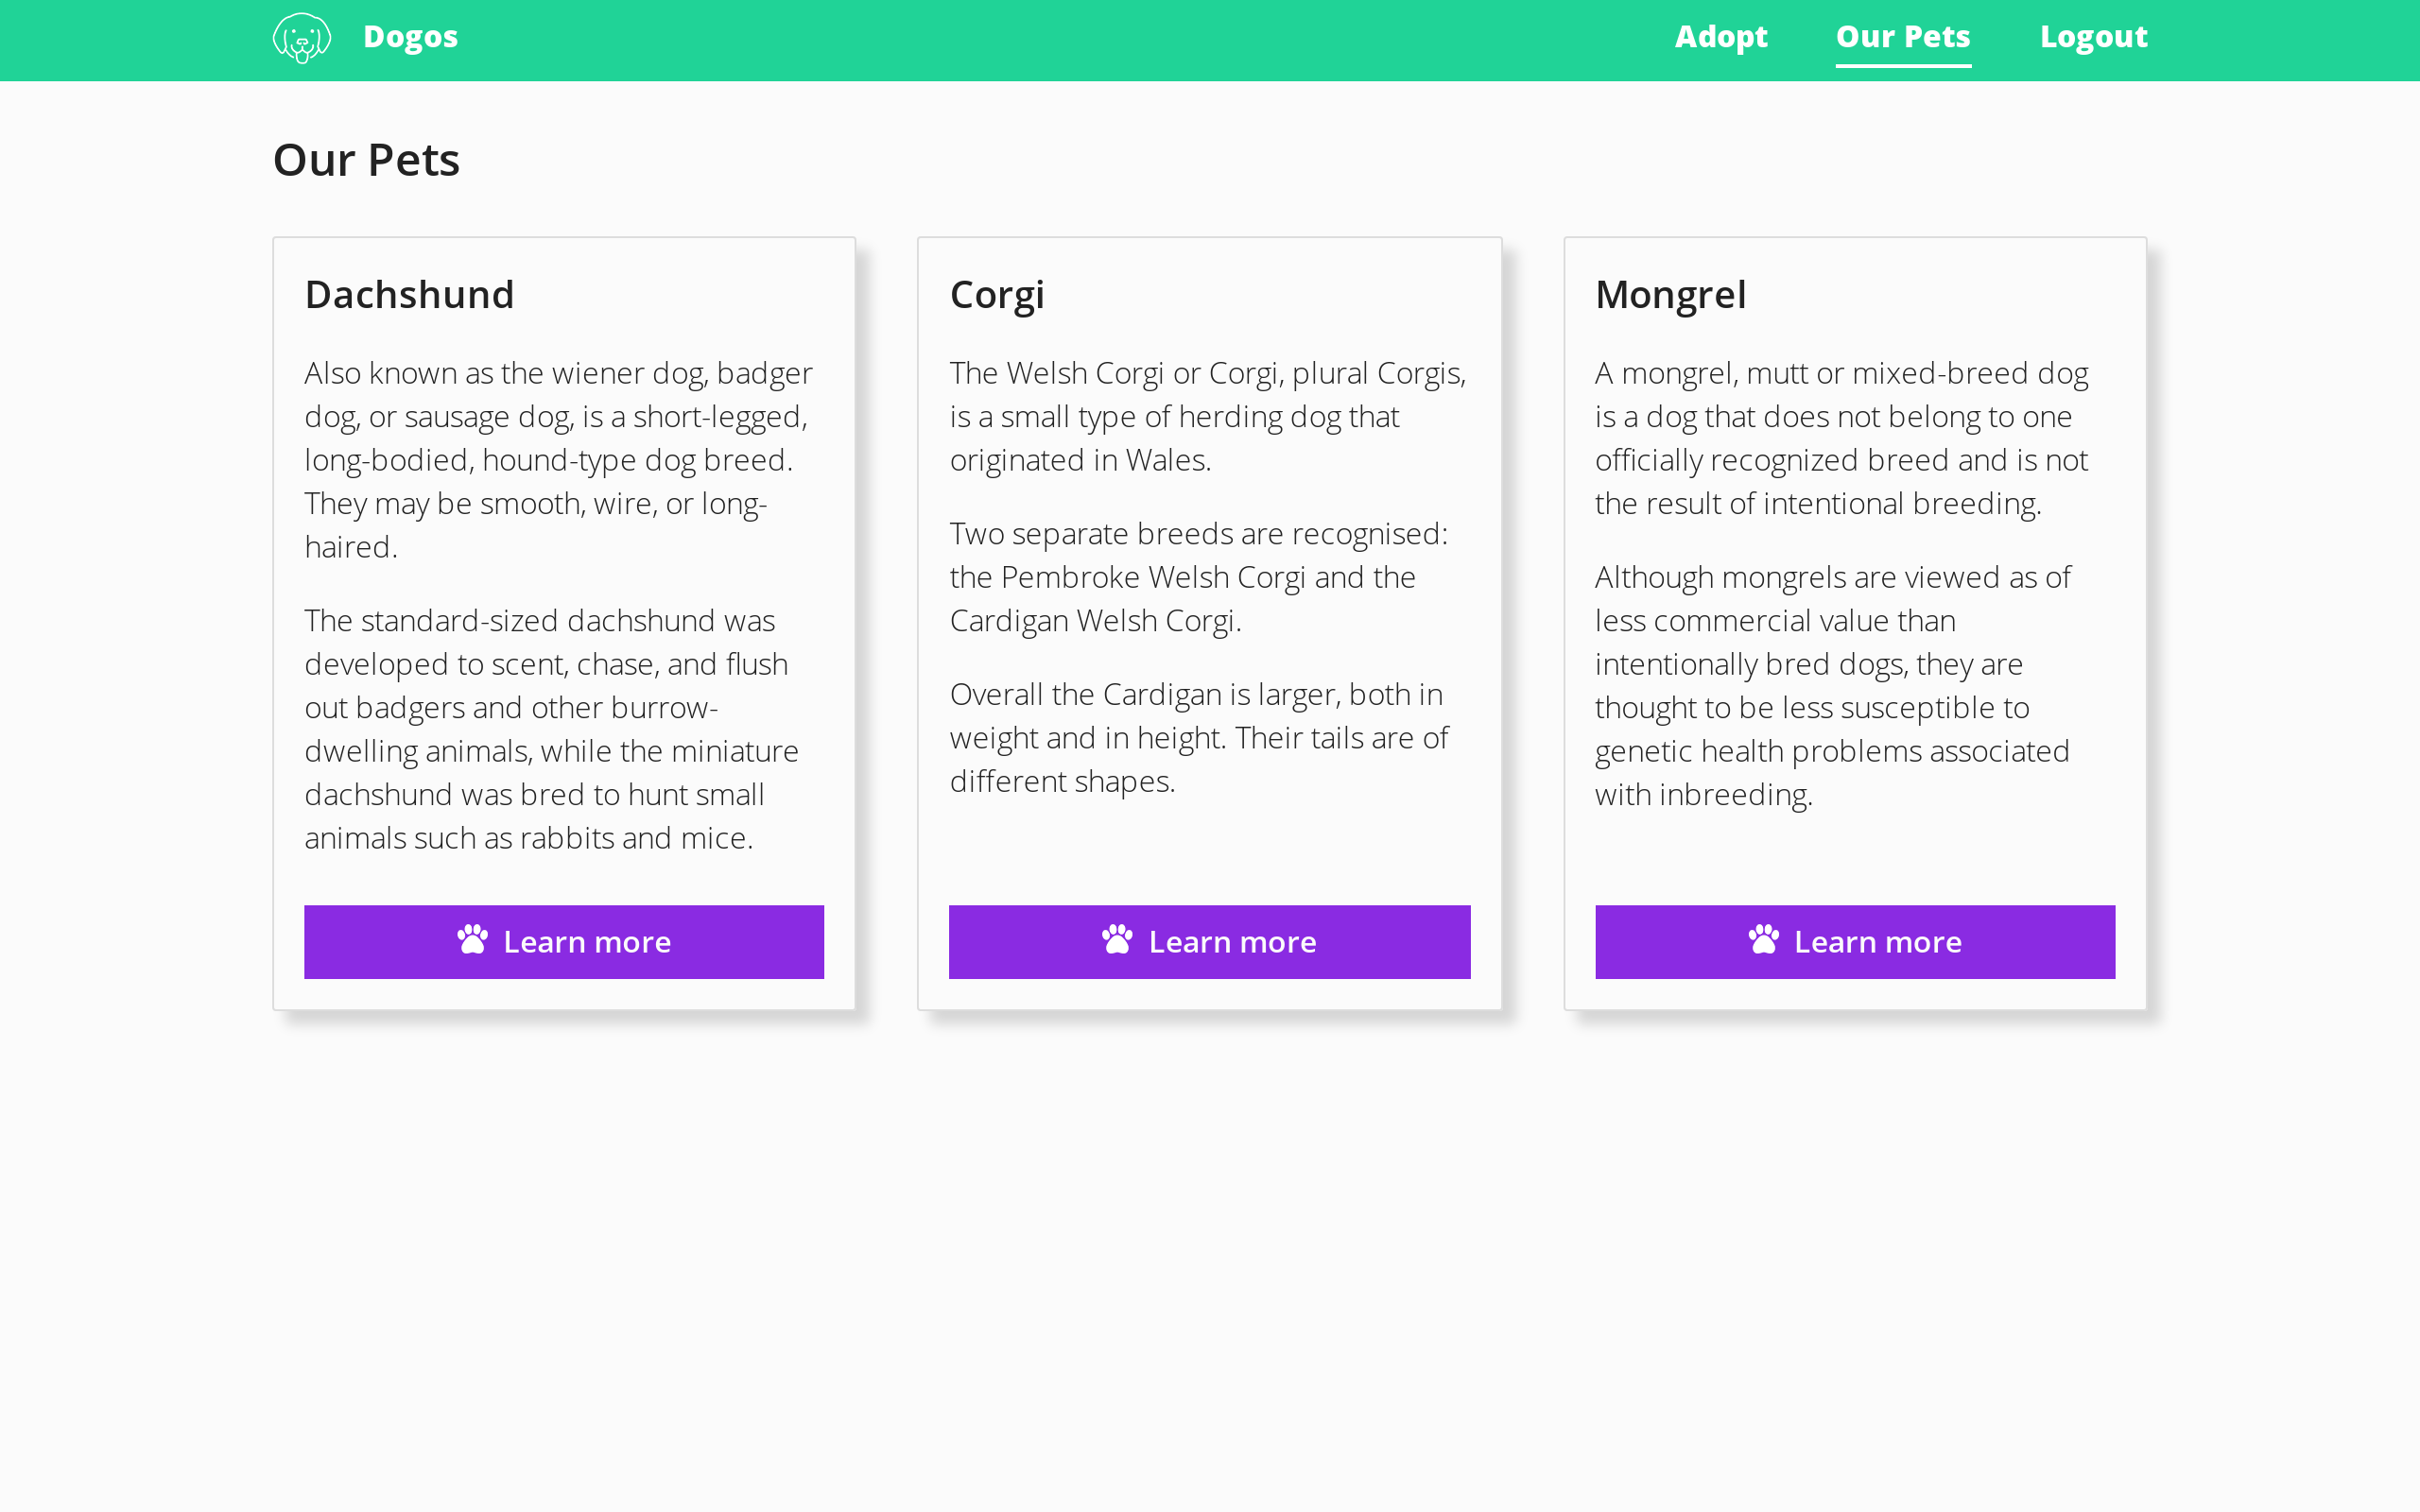 Dogos
Adopt
Our Pets
Logout
Our Pets
Dachshund
Also known as the wiener dog, badger
dog, or sausage dog, is a short-legged,
long-bodied, hound-type dog breed.
They may be smooth, wire, or long-
haired.
The standard-sized dachshund was
developed to scent, chase, and flush
out badgers and other burrow-
dwelling animals, while the miniature
dachshund was bred to hunt small
animals such as rabbits and mice.
Learn more
Corgi
The Welsh Corgi or Corgi, plural Corgis,
is a small type of herding dog that
originated in Wales.
Two separate breeds are recognised:
the Pembroke Welsh Corgi and the
Cardigan Welsh Corgi.
Overall the Cardigan is larger, both in
weight and in height. Their tails are of
different shapes.
Learn more
Mongrel
A mongrel, mutt or mixed-breed dog
is a dog that does not belong to one
officially recognized breed and is not
the result of intentional breeding.
Although mongrels are viewed as of
less commercial value than
intentionally bred dogs, they are
thought to be less susceptible to
genetic health problems associated
with inbreeding.
Learn more